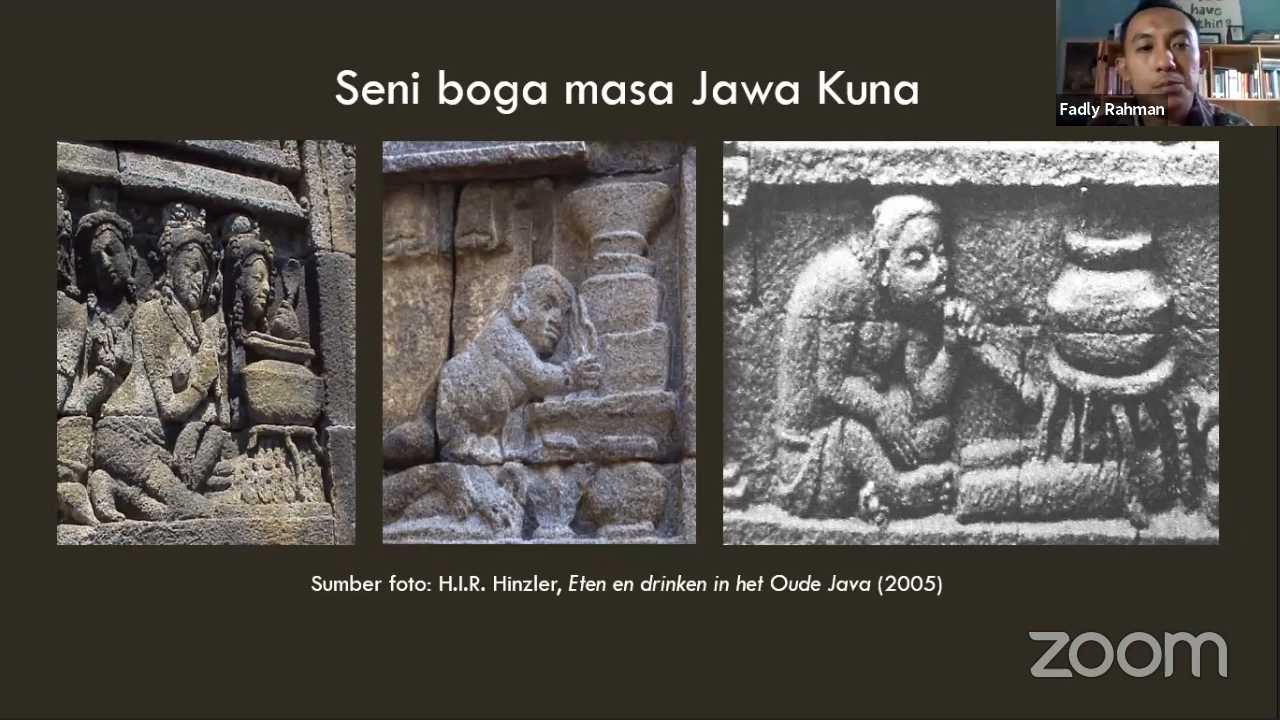 have
Fadly Rahman
Seni boga masa Jawa Kuna
Sumber foto: H.I.R. Hinzler, Eten en drinken in het Oude Java (2005)
zoom